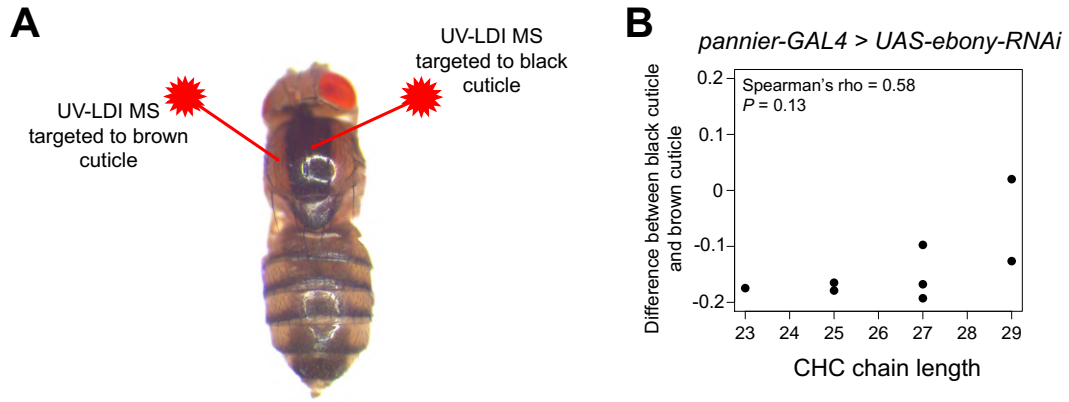 A
UV-LDI MS
targeted to brown
cuticle
UV-LDI MS
targeted to black
cuticle
B
pannier-GAL4 > UAS-ebony-RNAi
Difference between black cuticle
and brown cuticle
Spearman's rho = 0.58
P = 0.13
0.2
0.1
0
-0.1
-0.2
23 24 25 26 27 28 29
CHC chain length